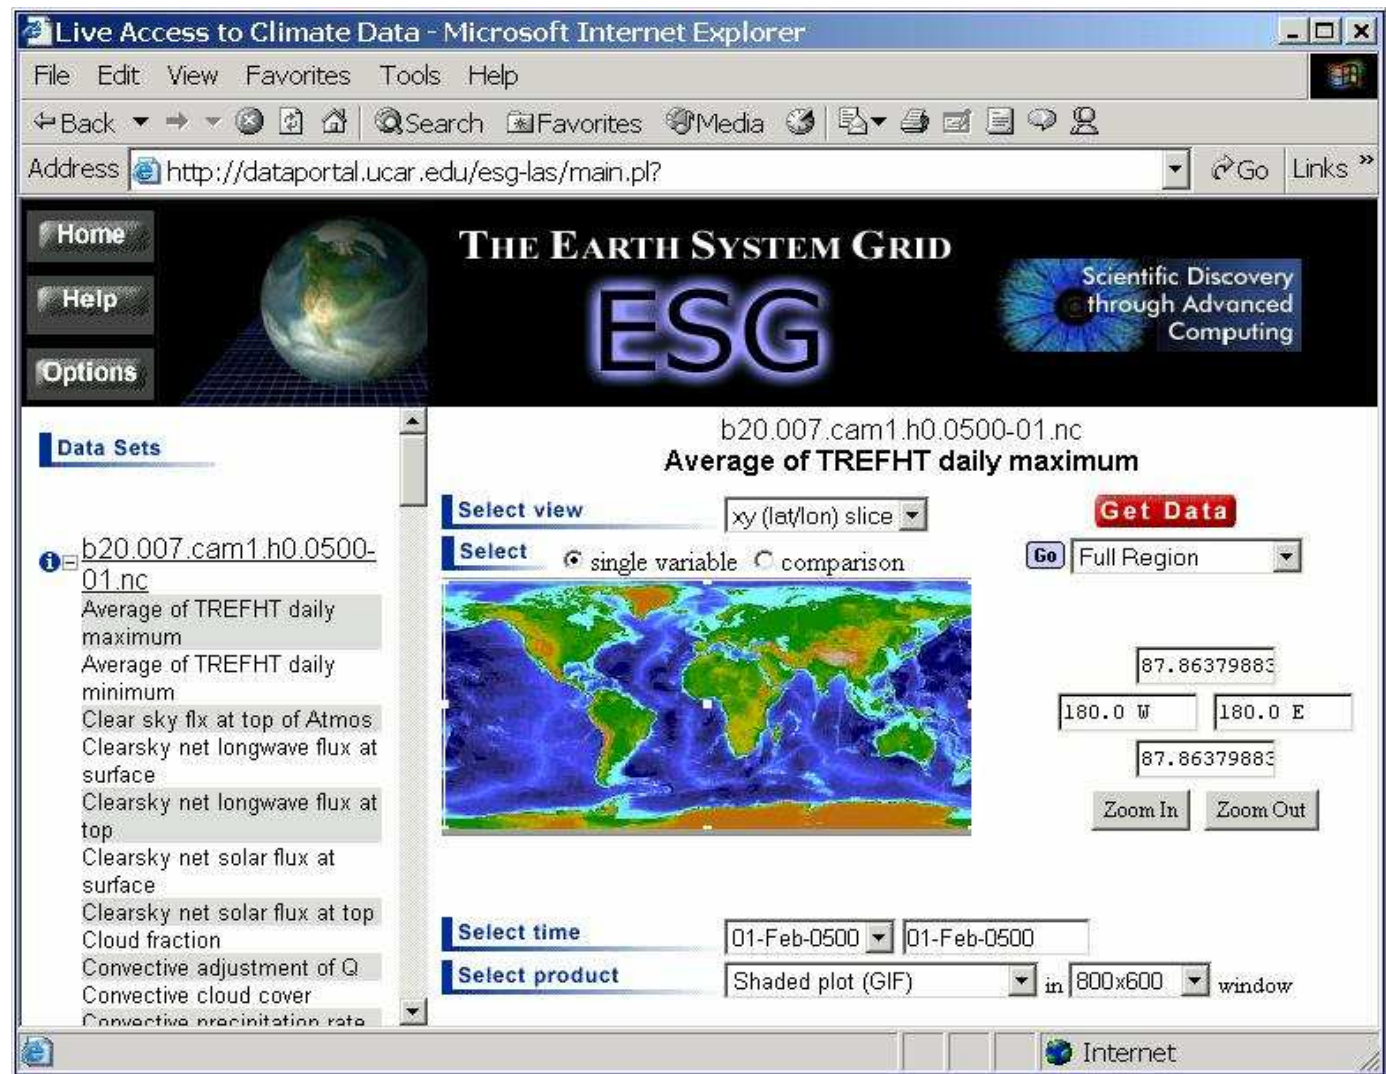 Live Access to Climate Data - Microsoft Internet Explorer
File Edit View Favorites Tools Help
Back Search Favorites Media
Address http://dataportal.ucar.edu/esg-las/main.pl? Go Links »
Home
Help
Options
THE EARTH SYSTEM GRID
ESG
Scientific Discovery
through Advanced
Computing
Data Sets
b20.007.cam1.h0.0500-
01.nc
Average of TREFHT daily
maximum
Average of TREFHT daily
minimum
Clear sky flx at top of Atmos
Clearsky net longwave flux at
surface
Clearsky net longwave flux at
top
Clearsky net solar flux at
surface
Clearsky net solar flux at top
Cloud fraction
Convective adjustment of Q
Convective cloud cover
Convective precipitation rate
b20.007.cam1.h0.0500-01.nc
Average of TREFHT daily maximum
Select view xy (lat/lon) slice
Get Data
Select single variable comparison
Go Full Region
87.86379883
180.0 W 180.0 E
87.86379883
Zoom In Zoom Out
Select time 01-Feb-0500 01-Feb-0500
Select product Shaded plot (GIF) in 800x600 window
Internet